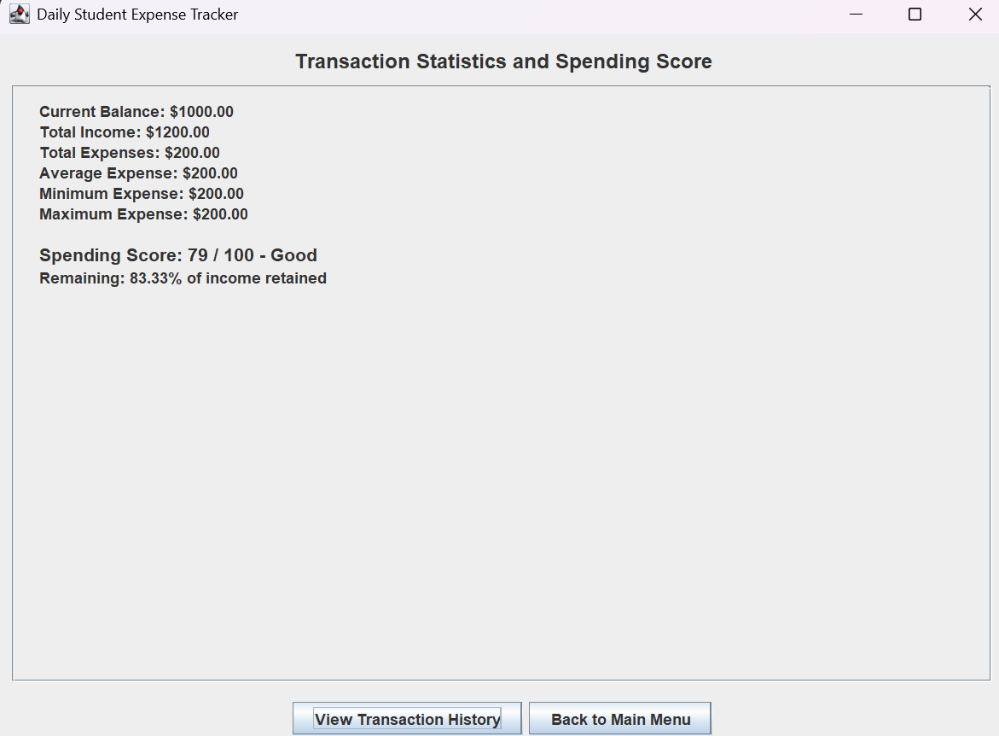 Daily Student Expense Tracker
Transaction Statistics and Spending Score
Current Balance: $1000.00
Total Income: $1200.00
Total Expenses: $200.00
Average Expense: $200.00
Minimum Expense: $200.00
Maximum Expense: $200.00
Spending Score: 79 / 100 - Good
Remaining: 83.33% of income retained
View Transaction History
Back to Main Menu